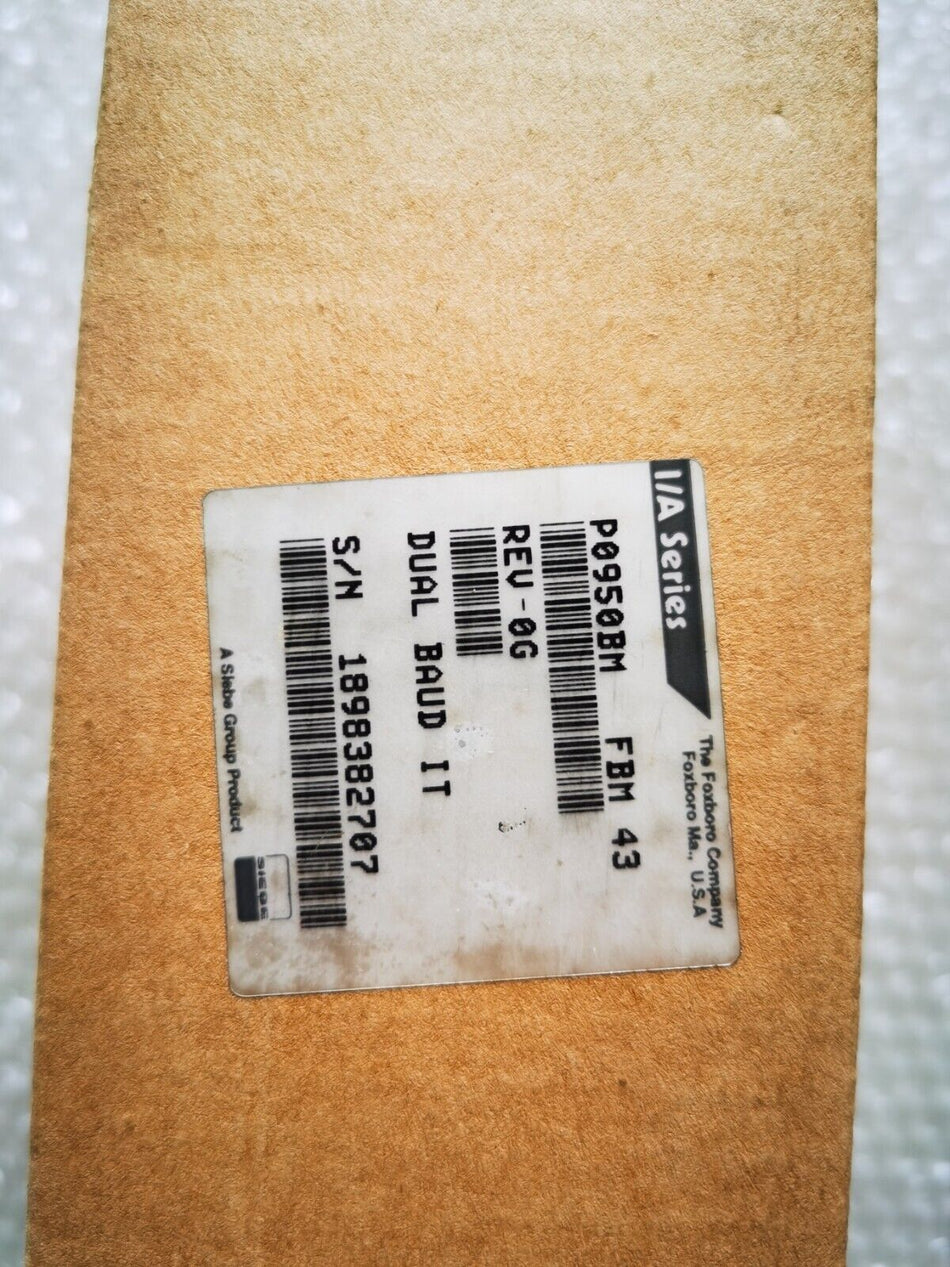 I/A Series
The Foxboro Company
Foxboro Ma., U.S.A
P0950BM FBM 43
REV-0G
DUAL BAUD IT
S/N 1898382707
A Siebe Group Product
SIEBE